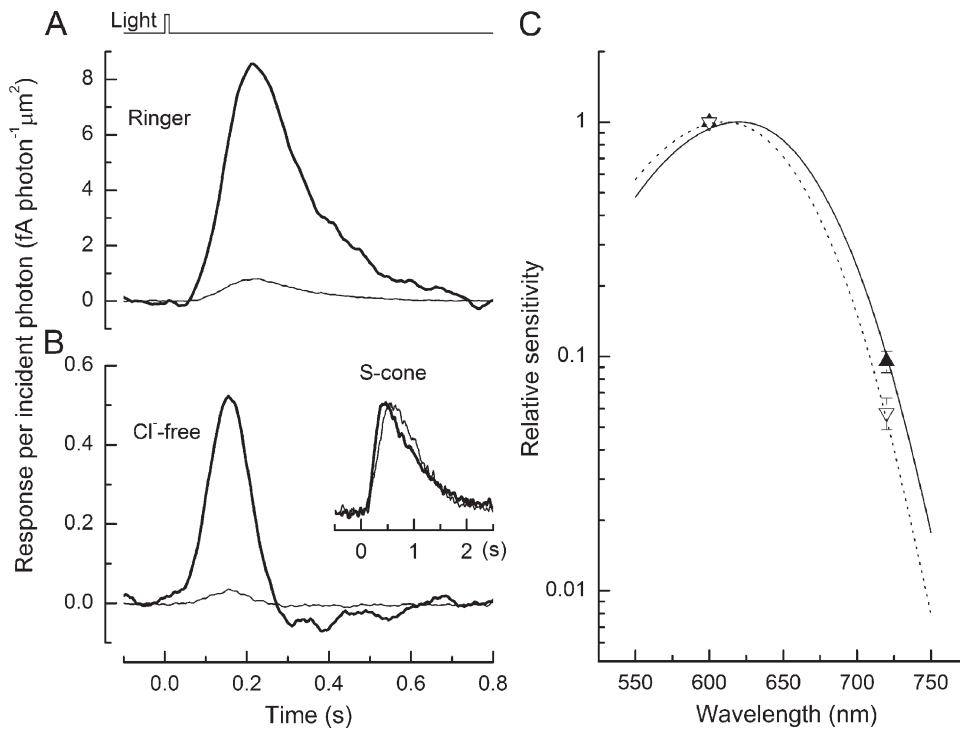 A
Light
Response per incident photon (fA photon⁻¹µm²)
8
6
4
2
0
Ringer
B
0.6
0.4
0.2
0.0
Cl⁻-free
S-cone
0 1 2 (s)
0.0 0.2 0.4 0.6 0.8
Time (s)
C
Relative sensitivity
1
0.1
0.01
550 600 650 700 750
Wavelength (nm)